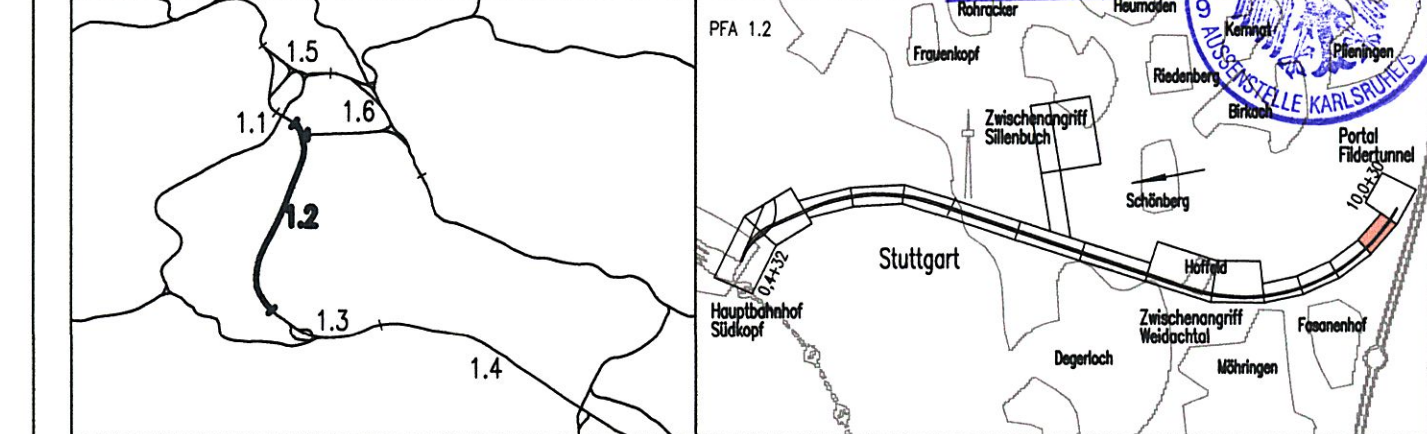 1.5
1.6
1.1
1.2
1.3
1.4
PFA 1.2
Rohracker
Heumaden
Frauenkopf
Kemnat
Plieningen
Riedenberg
AUSSENSTELLE KARLSRUHE
Birkach
Zwischenangriff
Sillenbuch
Portal
Fildertunnel
10.0+30
Schönberg
Stuttgart
Hoffeld
0.4+32
Hauptbahnhof
Südkopf
Zwischenangriff
Weidachtal
Fasanenhof
Degerloch
Möhringen